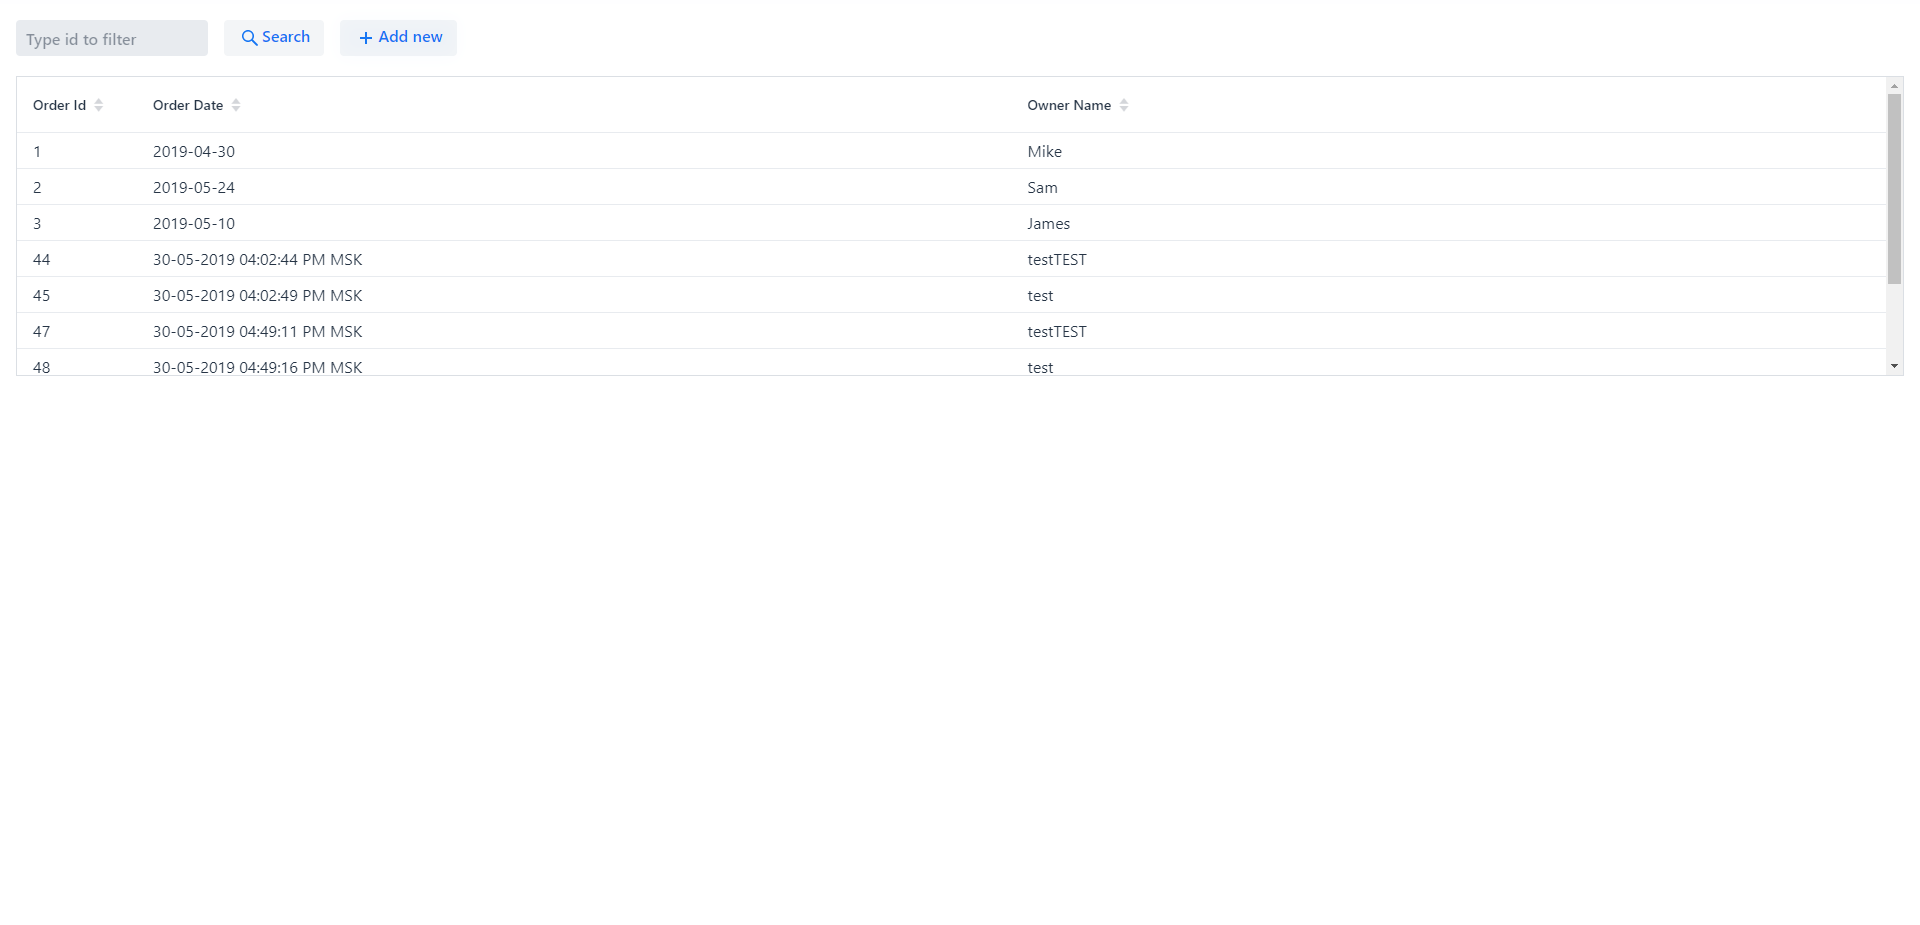 Type id to filter Search Add new
Order Id Order Date Owner Name
1 2019-04-30 Mike
2 2019-05-24 Sam
3 2019-05-10 James
44 30-05-2019 04:02:44 PM MSK testTEST
45 30-05-2019 04:02:49 PM MSK test
47 30-05-2019 04:49:11 PM MSK testTEST
48 30-05-2019 04:49:16 PM MSK test